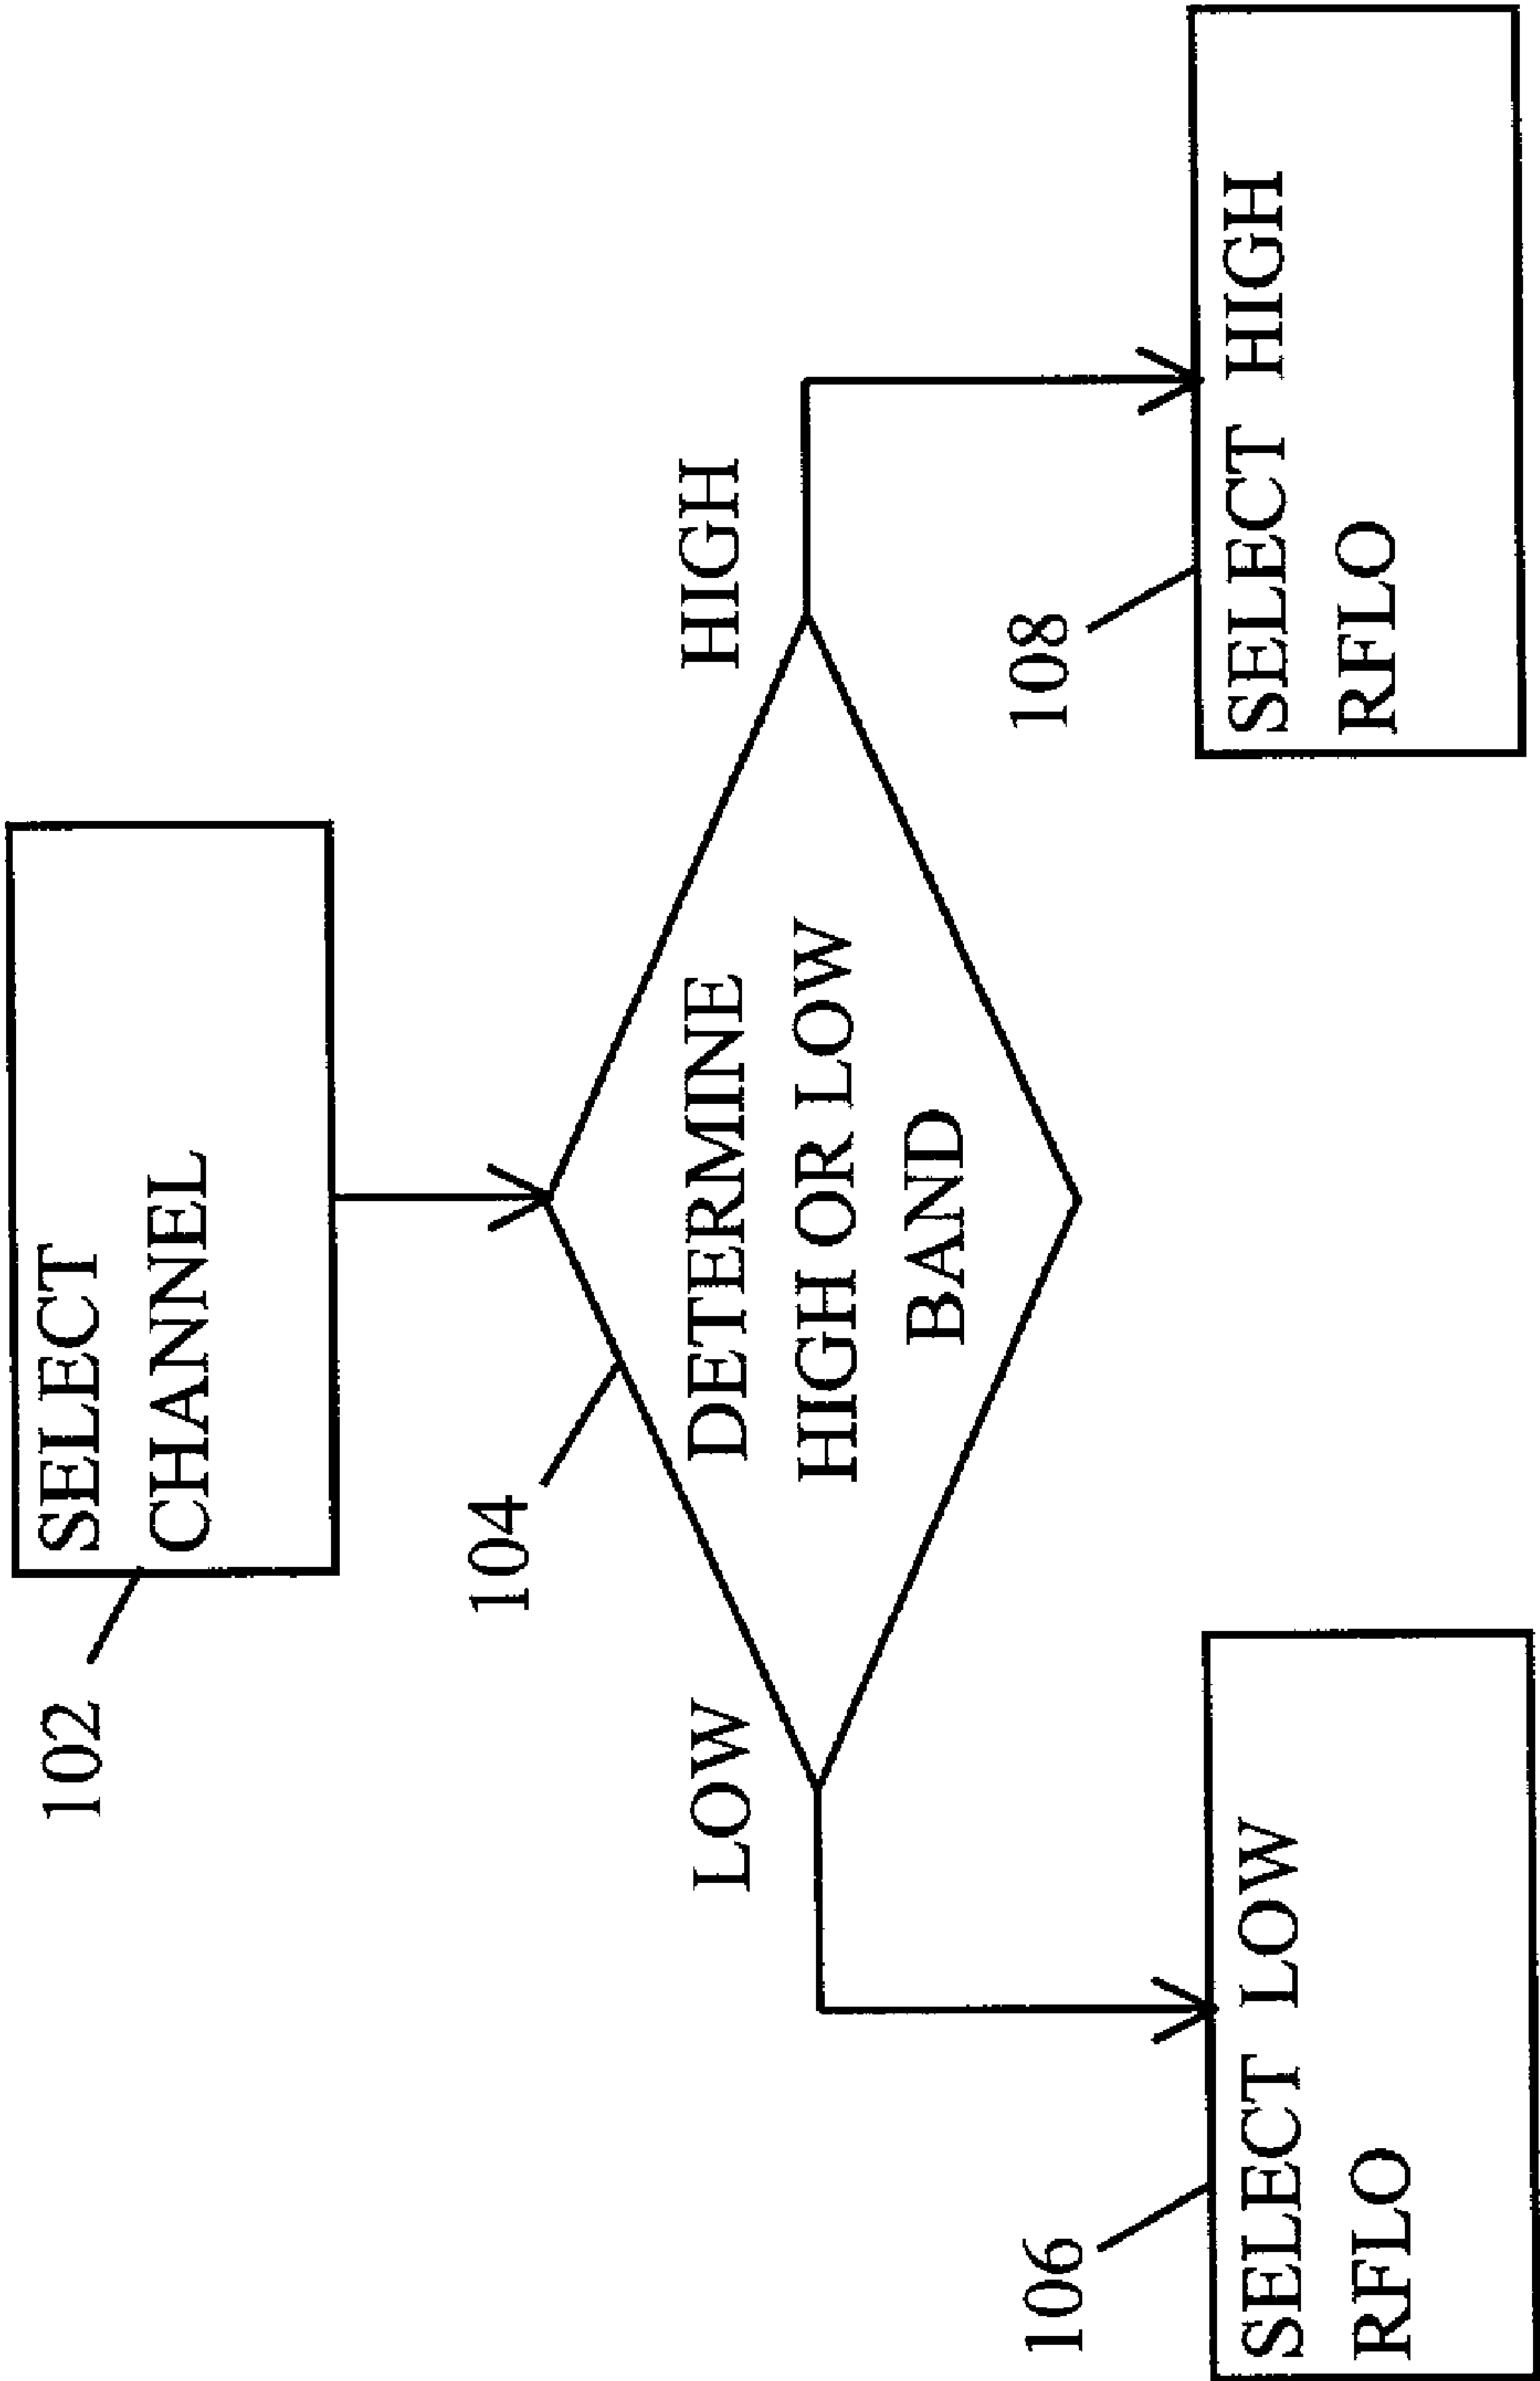 102
SELECT
CHANNEL
104
LOW
DETERMINE
HIGH OR LOW
BAND
HIGH
106
SELECT LOW
RFLO
108
SELECT HIGH
RFLO